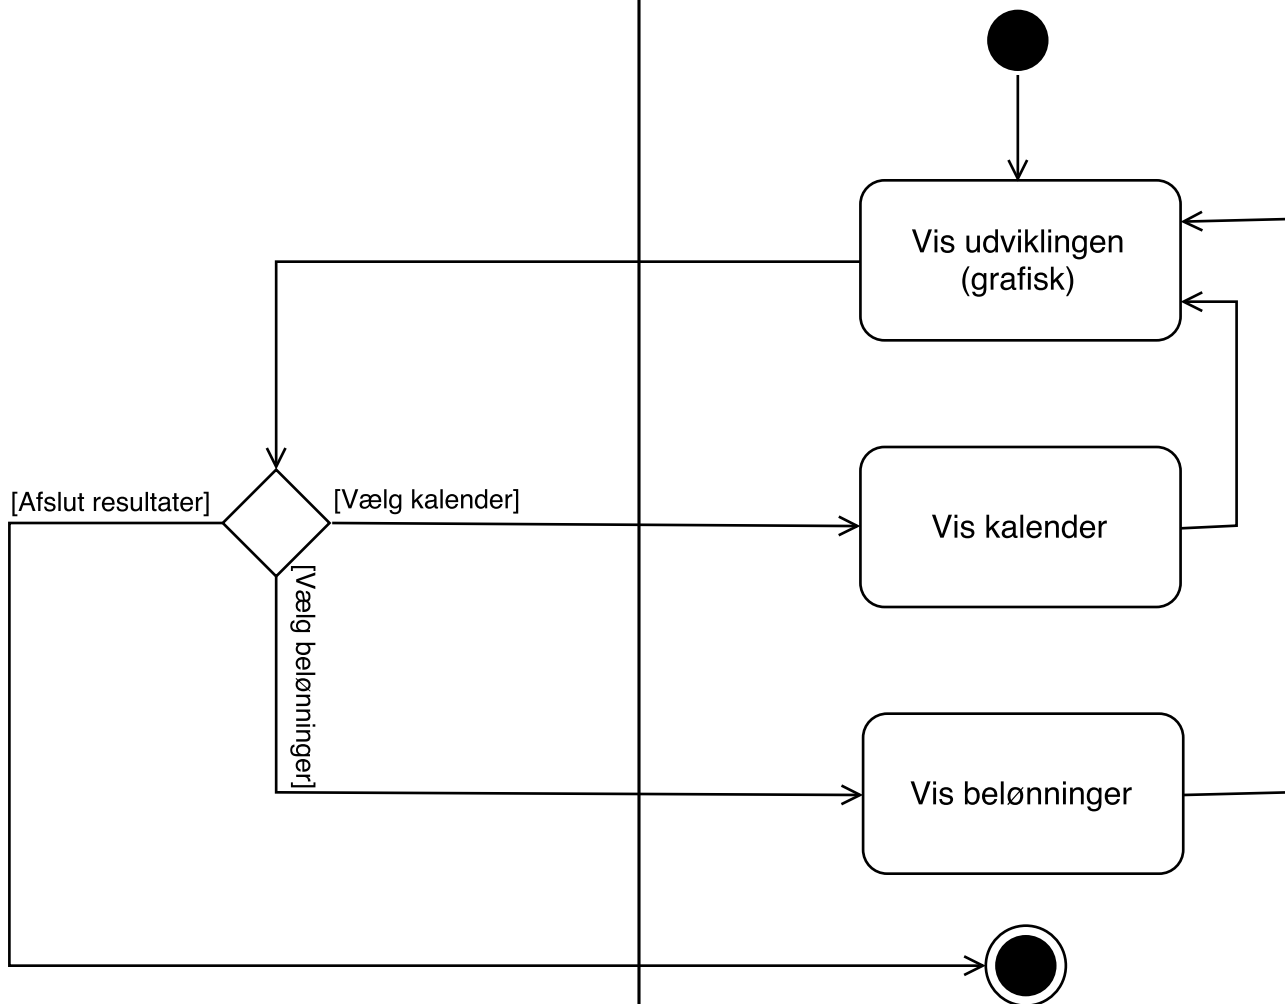 Vis udviklingen
(grafisk)
[Afslut resultater]
[Vælg kalender]
Vis kalender
[Vælg belønninger]
Vis belønninger